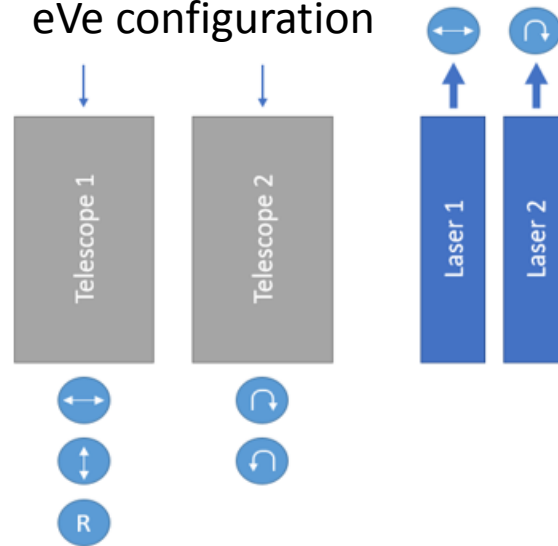 eVe configuration
Telescope 1
Telescope 2
Laser 1
Laser 2
R